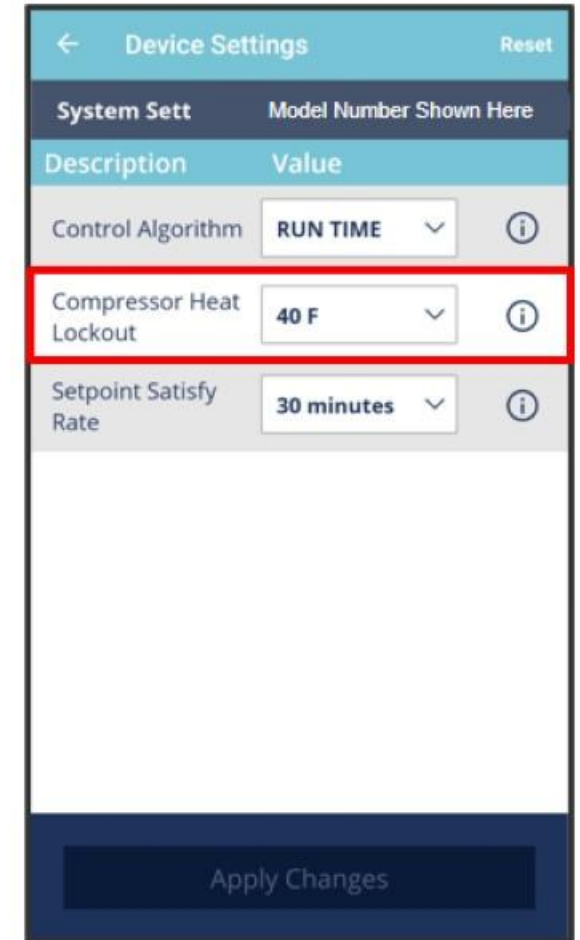 Device Settings Reset
System Sett Model Number Shown Here
Description Value
Control Algorithm RUN TIME
Compressor Heat
Lockout
40 F
Setpoint Satisfy
Rate
30 minutes
Apply Changes